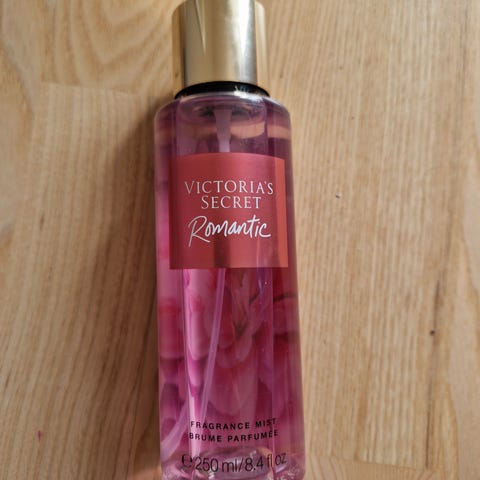 VICTORIA'S
SECRET
Romantic
FRAGRANCE MIST
BRUME PARFUMÉE
℮250 ml/8.4 fl oz